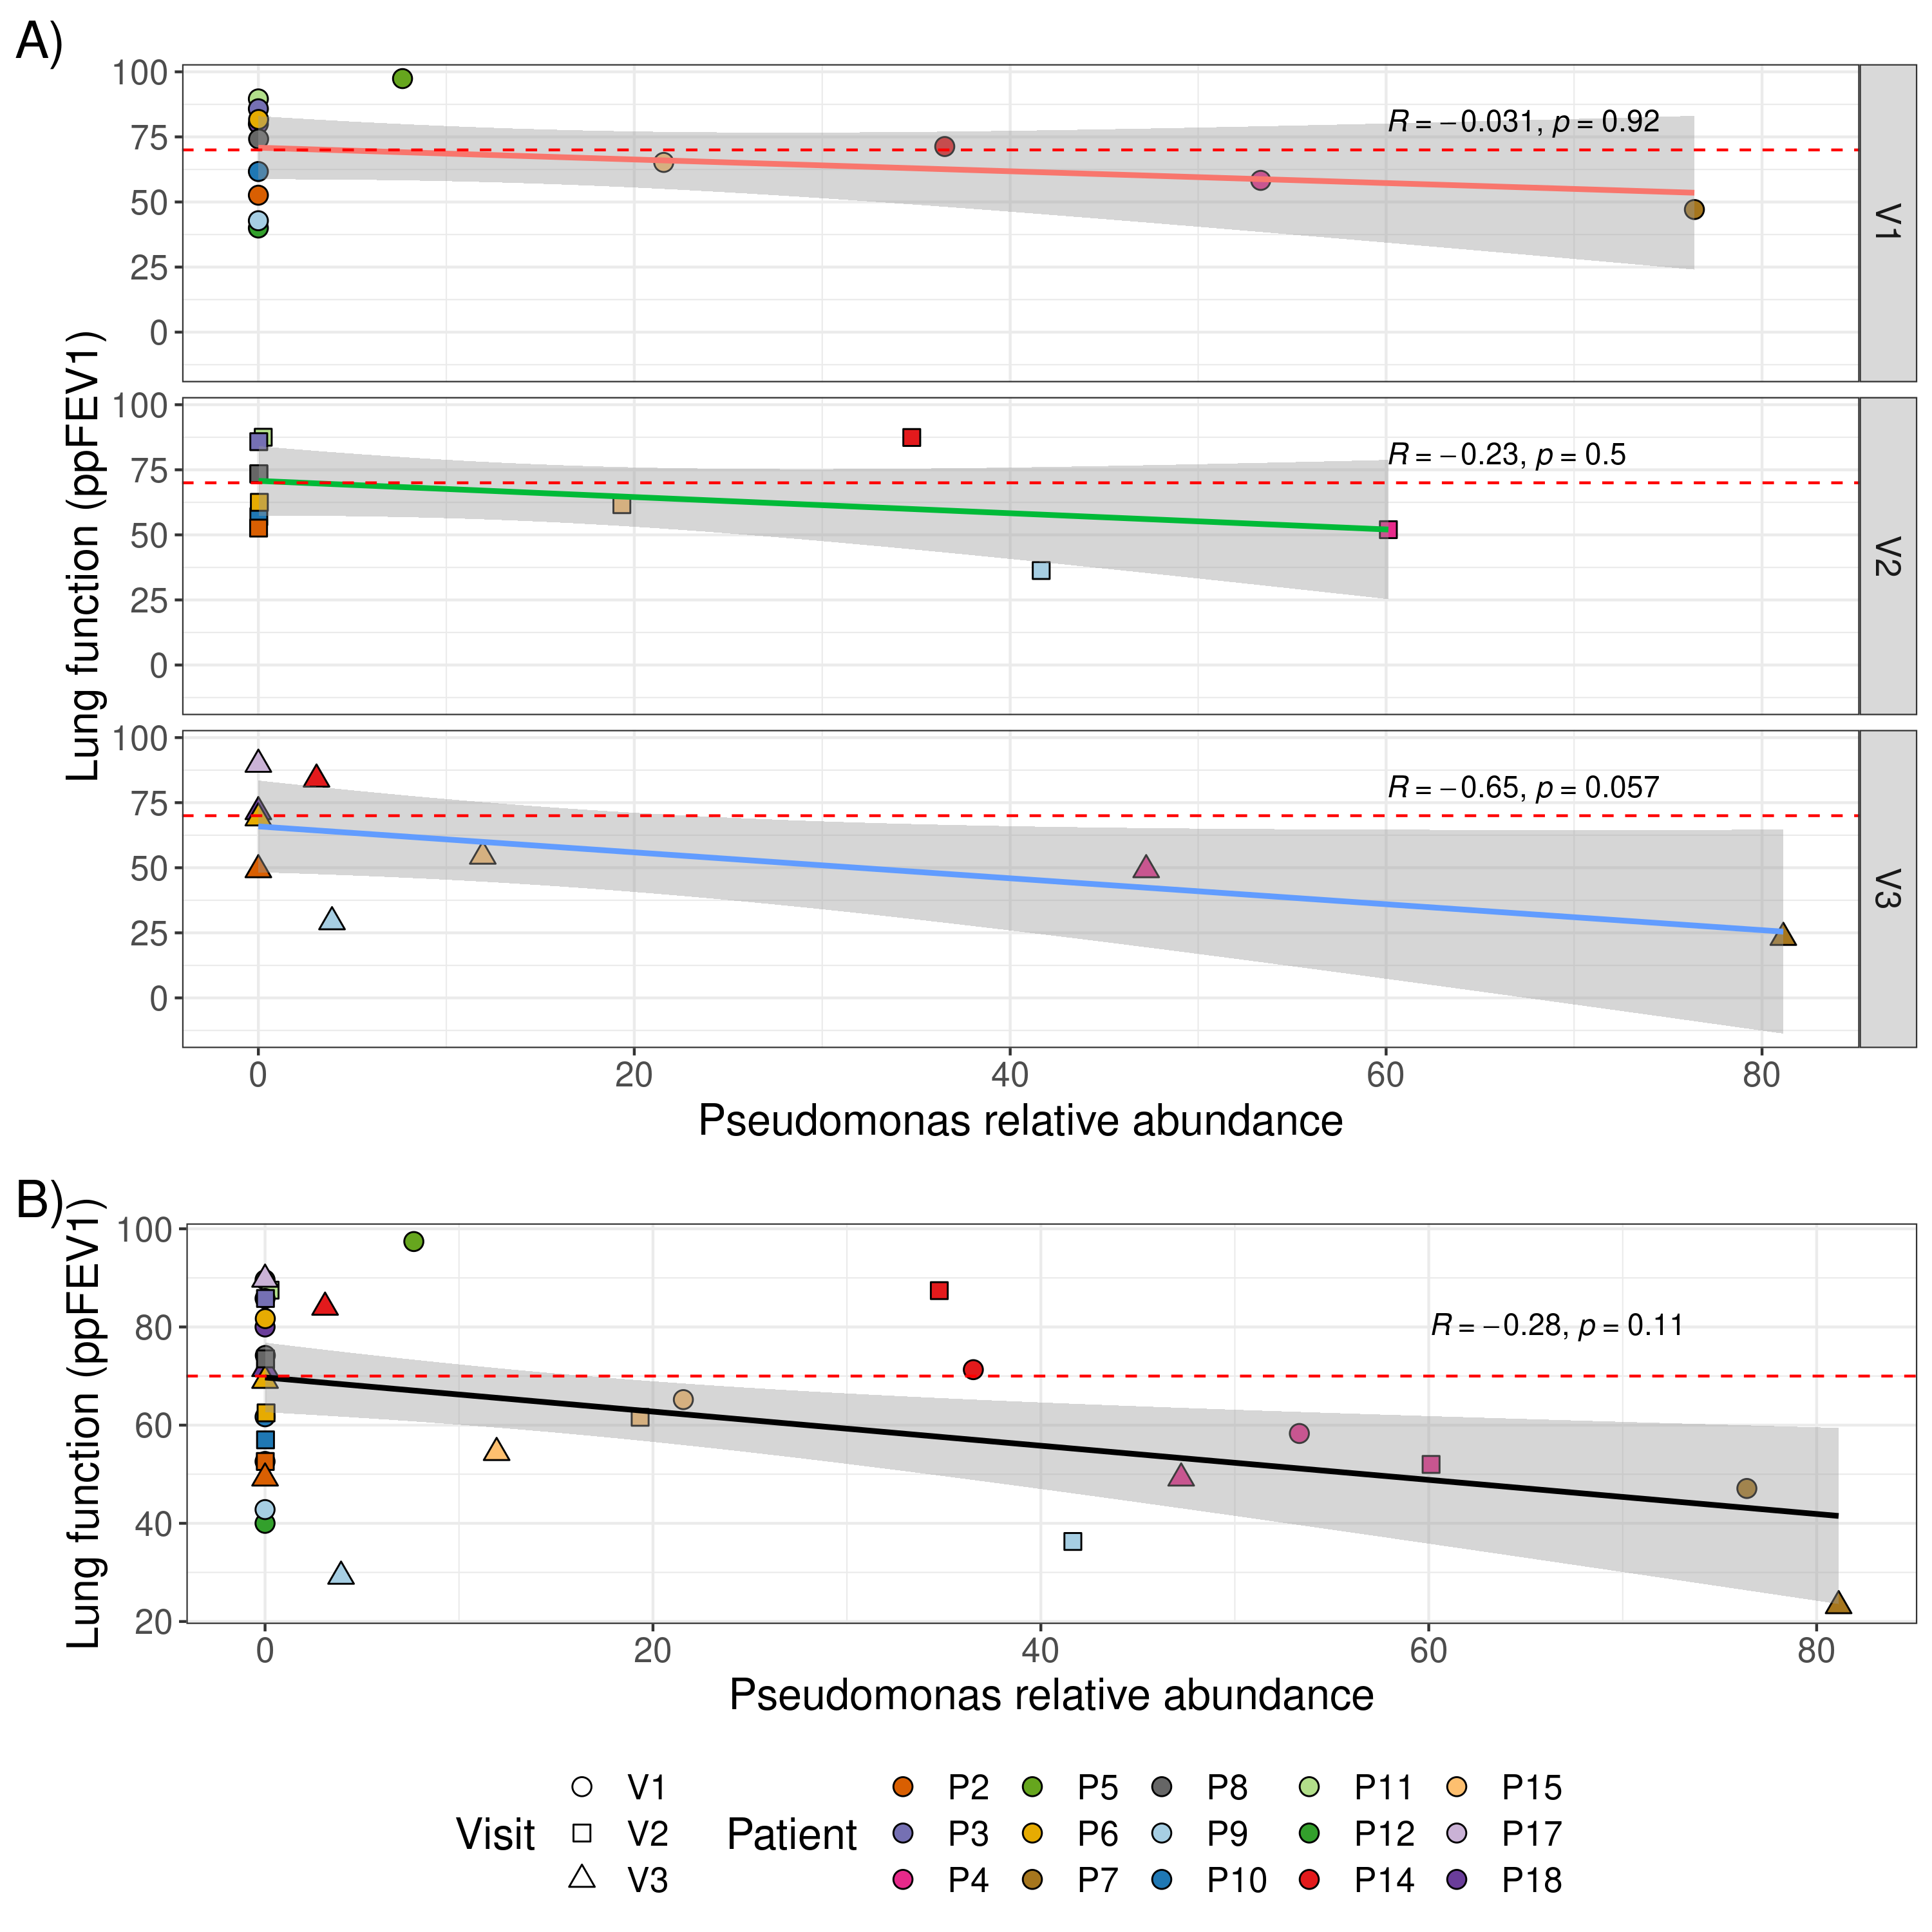 A)
Lung function (ppFEV1)
100
75
50
25
0
R = −0.031, p = 0.92
V1
100
75
50
25
0
R = −0.23, p = 0.5
V2
100
75
50
25
0
R = −0.65, p = 0.057
V3
0 20 40 60 80
Pseudomonas relative abundance
B)
Lung function (ppFEV1)
100
80
60
40
20
R = −0.28, p = 0.11
0 20 40 60 80
Pseudomonas relative abundance
Visit
V1
V2
V3
Patient
P2 P5 P8 P11 P15
P3 P6 P9 P12 P17
P4 P7 P10 P14 P18